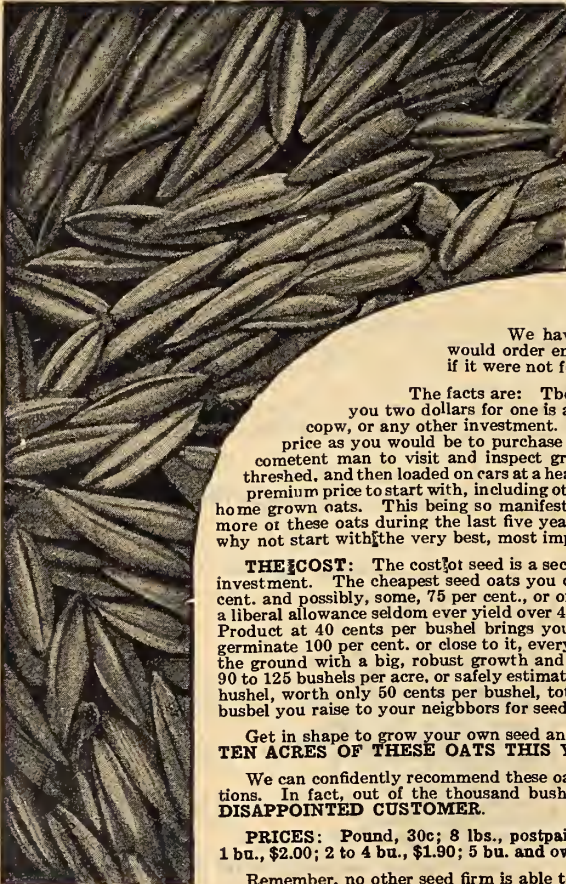 We hav
would order en
if it were not f
The facts are: The
you two dollars for one is a
copw, or any other investment.
price as you would be to purchase
cometent man to visit and inspect gr
threshed, and then loaded on cars at a hea
premium price to start with, including ot
home grown oats. This being so manifest
more of these oats during the last five yea
why not start with the very best, most imp
THE COST: The cost of seed is a sec
investment. The cheapest seed oats you c
cent. and possibly, some, 75 per cent., or o
a liberal allowance seldom ever yield over 4
Product at 40 cents per bushel brings you
germinate 100 per cent. or close to it, every
the ground with a big, robust growth and
90 to 125 bushels per acre, or safely estimat
hushel, worth only 50 cents per bushel, tot
busbel you raise to your neigbbors for seed
Get in shape to grow your own seed an
TEN ACRES OF THESE OATS THIS Y
We can confidently recommend these oa
tions. In fact, out of the thousand bush
DISAPPOINTED CUSTOMER.
PRICES: Pound, 30c; 8 lbs., postpai
1 bu., $2.00; 2 to 4 bu., $1.90; 5 bu. and ov
Remember, no other seed firm is able t